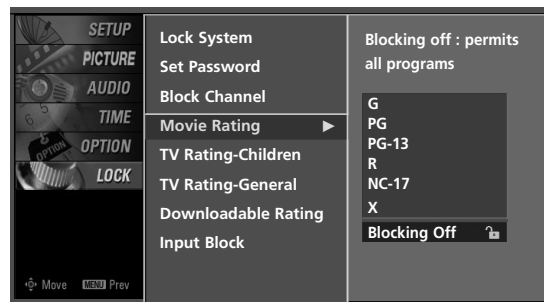 SETUP
PICTURE
AUDIO
TIME
OPTION
LOCK
Move MENU Prev
Lock System
Set Password
Block Channel
Movie Rating ▶
TV Rating-Children
TV Rating-General
Downloadable Rating
Input Block
Blocking off : permits
all programs
G
PG
PG-13
R
NC-17
X
Blocking Off